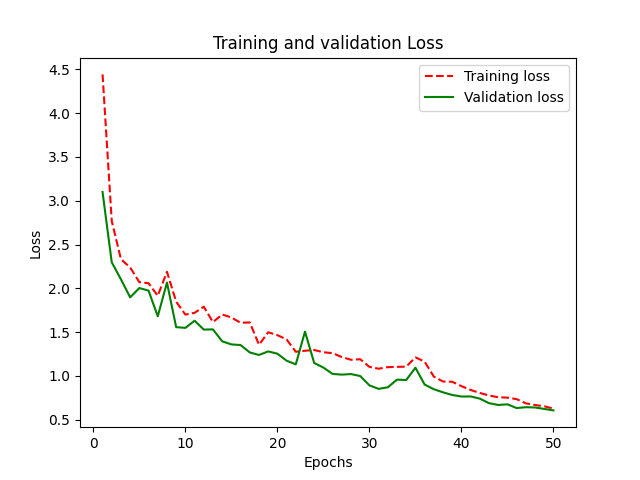 Training and validation Loss
Training loss
Validation loss
4.5
4.0
3.5
3.0
2.5
2.0
1.5
1.0
0.5
Loss
0 10 20 30 40 50
Epochs